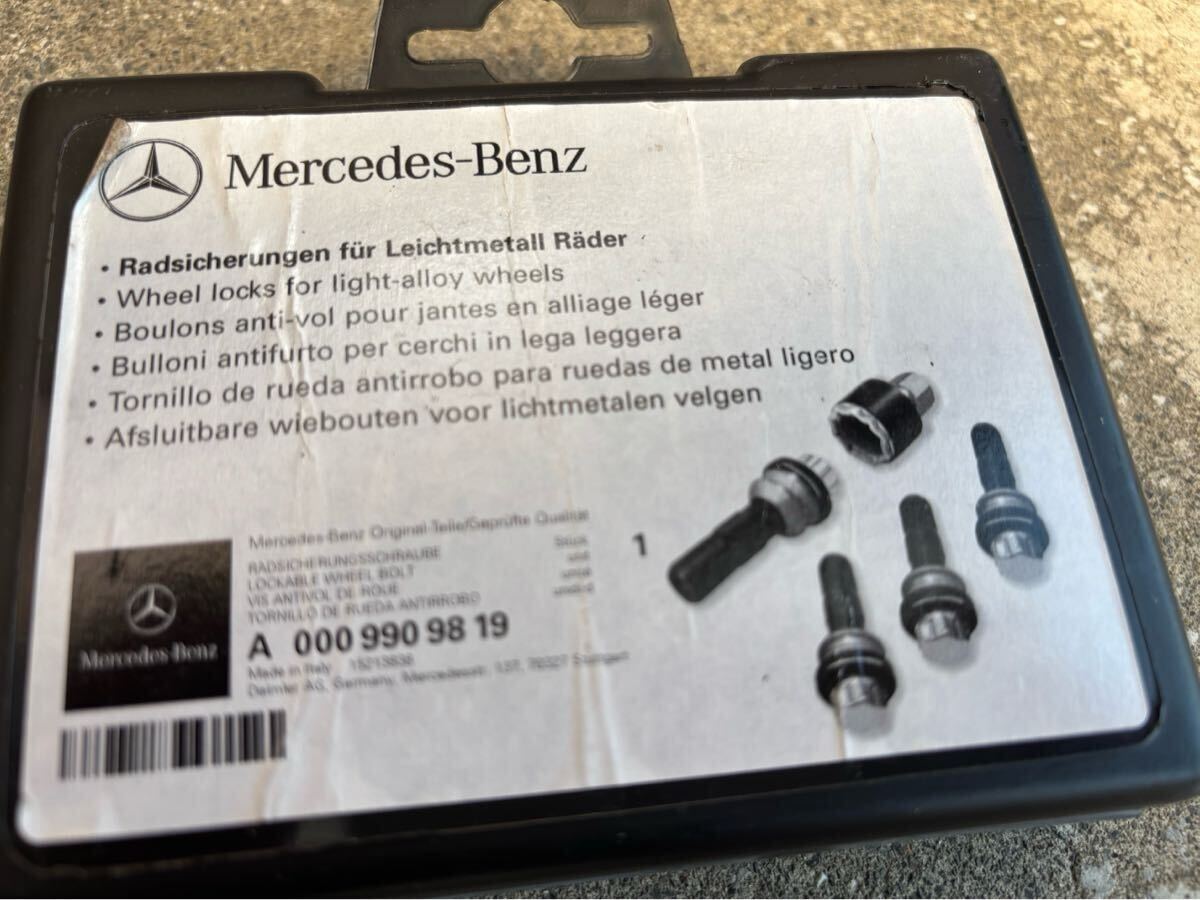 Mercedes-Benz
• Radsicherungen für Leichtmetall Räder
• Wheel locks for light-alloy wheels
• Boulons anti-vol pour jantes en alliage léger
• Bulloni antifurto per cerchi in lega leggera
• Tornillo de rueda antirrobo para ruedas de metal ligero
• Afsluitbare wiebouten voor lichtmetalen velgen
Mercedes-Benz Original-Teile/Geprüfte Qualität
RADSICHERUNGSSCHRAUBE Stück 1
LOCKABLE WHEEL BOLT unit
VIS ANTIVOL DE ROUE
TORNILLO DE RUEDA ANTIRROBO
A 000 990 98 19
Made in Italy
Daimler AG, Germany, Mercedesstr. 137, 70327 Stuttgart
Mercedes-Benz